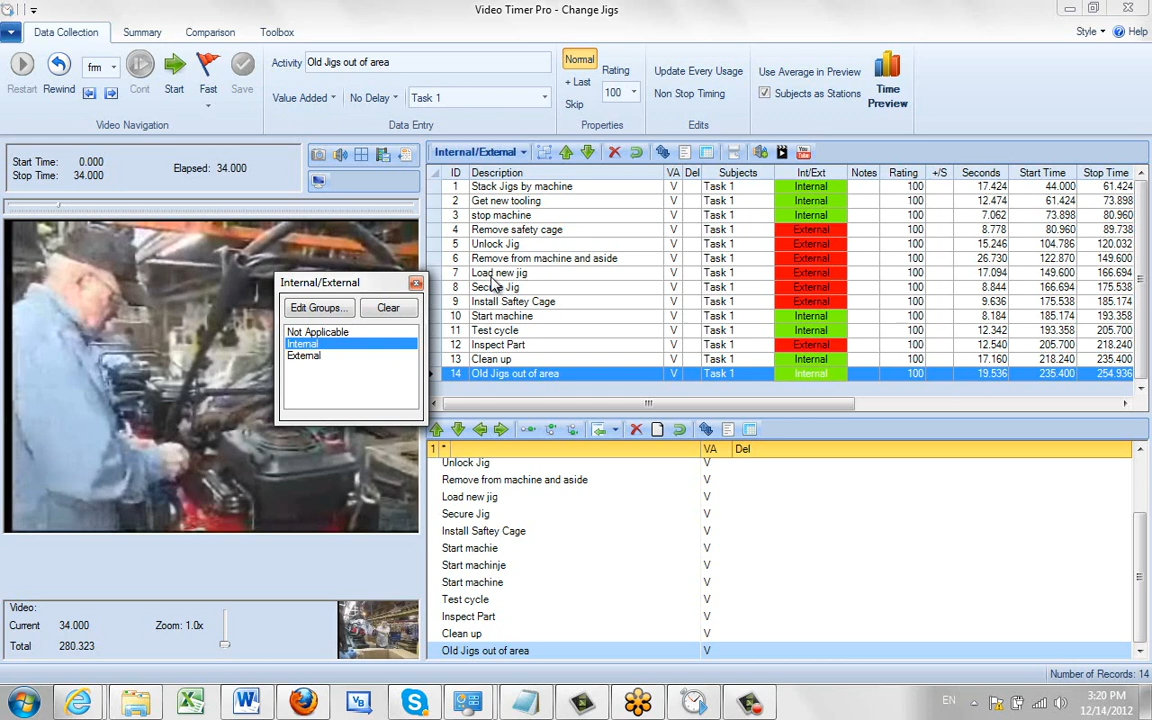 Video Timer Pro - Change Jigs
Data Collection Summary Comparison Toolbox Style Help
Restart Rewind frm Cont Start Fast Save
Video Navigation
Activity Old Jigs out of area
Value Added No Delay Task 1
Data Entry
Normal
+ Last
Skip
Rating
100
Properties
Update Every Usage
Non Stop Timing
Edits
Use Average in Preview
Subjects as Stations
Time
Preview
Start Time: 0.000
Stop Time: 34.000
Elapsed: 34.000
Internal/External
You
Tube
ID Description VA Del Subjects Int/Ext Notes Rating +/S Seconds Start Time Stop Time
1 Stack Jigs by machine V Task 1 Internal 100 17.424 44.000 61.424
2 Get new tooling V Task 1 Internal 100 12.474 61.424 73.898
3 stop machine V Task 1 Internal 100 7.062 73.898 80.960
4 Remove safety cage V Task 1 External 100 8.778 80.960 90.738
5 Unlock Jig V Task 1 External 100 15.246 104.786 120.032
6 Remove from machine and aside V Task 1 External 100 26.730 122.870 149.600
7 Load new jig V Task 1 External 100 17.094 149.600 166.694
8 Secure Jig V Task 1 External 100 8.844 166.694 175.538
9 Install Saftey Cage V Task 1 External 100 9.636 175.538 185.174
10 Start machine V Task 1 Internal 100 8.184 185.174 193.358
11 Test cycle V Task 1 Internal 100 12.342 193.358 205.700
12 Inspect Part V Task 1 External 100 12.540 205.700 218.240
13 Clean up V Task 1 Internal 100 17.160 218.240 235.400
14 Old Jigs out of area V Task 1 Internal 100 19.536 235.400 254.936
Internal/External
Edit Groups... Clear
Not Applicable
Internal
External
1 * VA Del
Unlock Jig V
Remove from machine and aside V
Load new jig V
Secure Jig V
Install Saftey Cage V
Start machie V
Start machinje V
Start machine V
Test cycle V
Inspect Part V
Clean up V
Old Jigs out of area V
Video:
Current 34.000 Zoom: 1.0x
Total 280.323
Number of Records: 14
EN
3:20 PM
12/14/2012